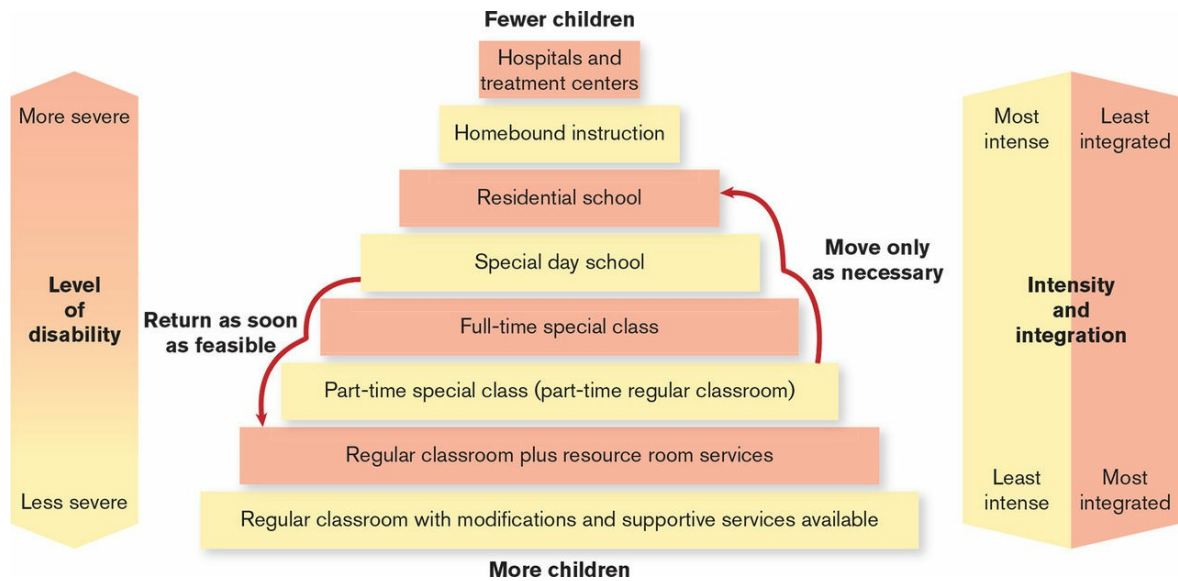 Fewer children
Hospitals and
treatment centers
More severe
Most
intense
Least
integrated
Homebound instruction
Residential school
Move only
as necessary
Special day school
Level
of
disability
Intensity
and
integration
Return as soon
as feasible
Full-time special class
Part-time special class (part-time regular classroom)
Regular classroom plus resource room services
Less severe
Least
intense
Most
integrated
Regular classroom with modifications and supportive services available
More children